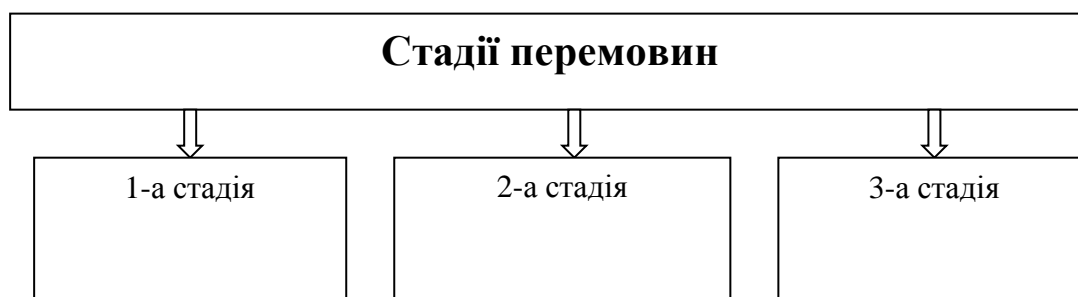 Стадії перемовин
1-а стадія
2-а стадія
3-а стадія